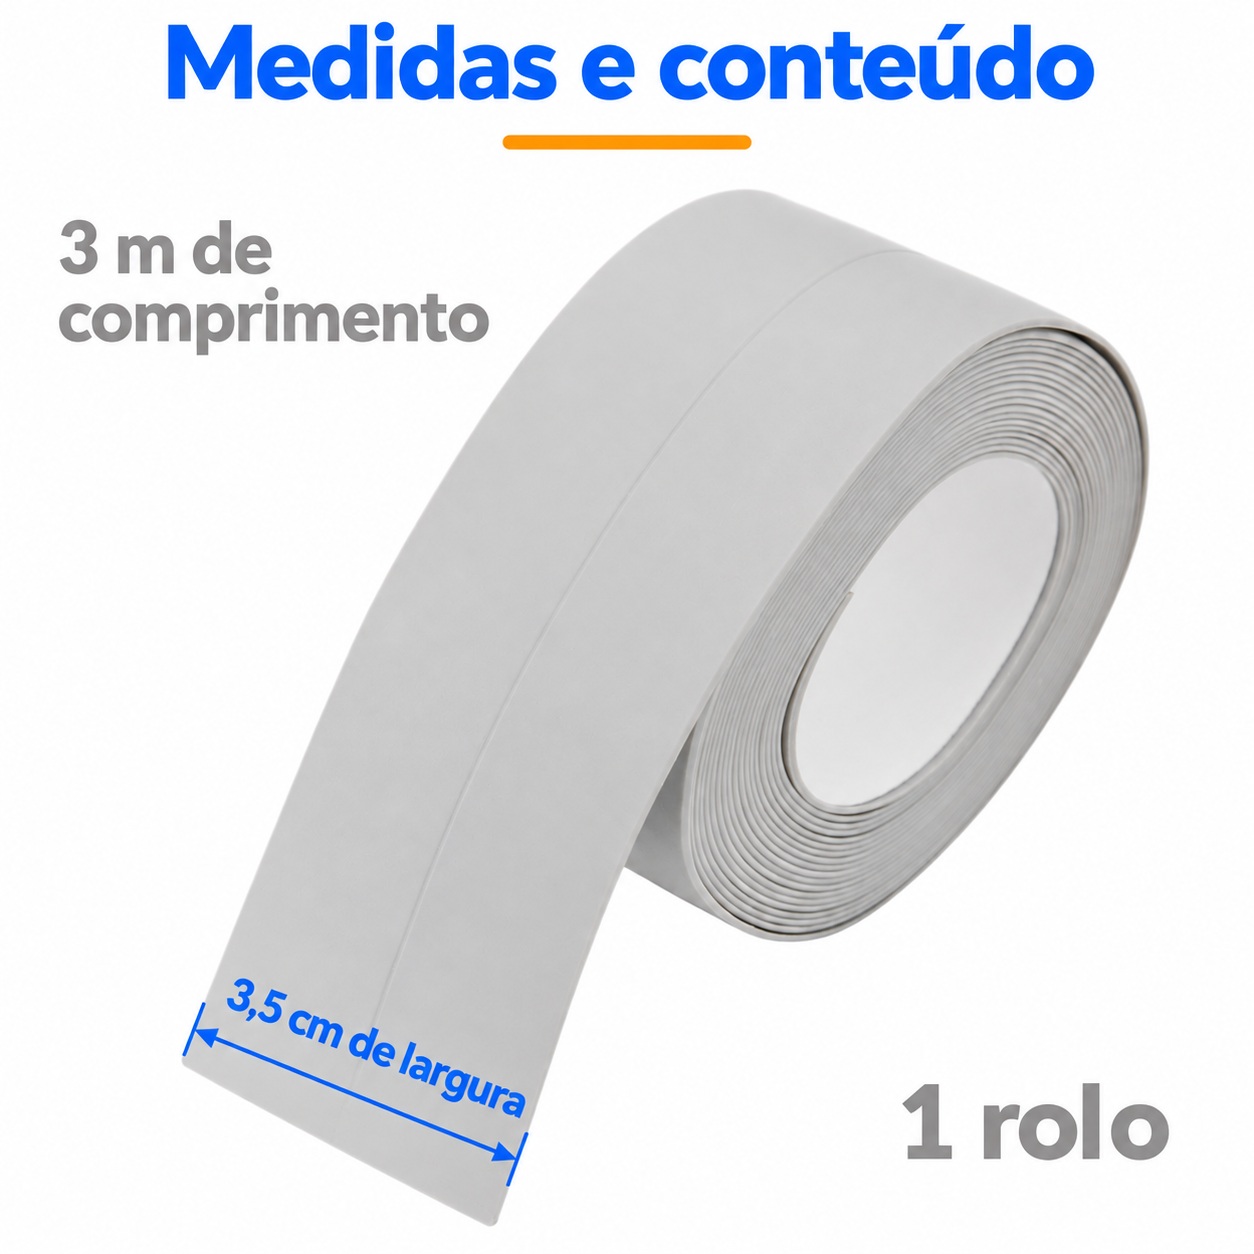 Medidas e conteúdo
3 m de
comprimento
3,5 cm de largura
1 rolo